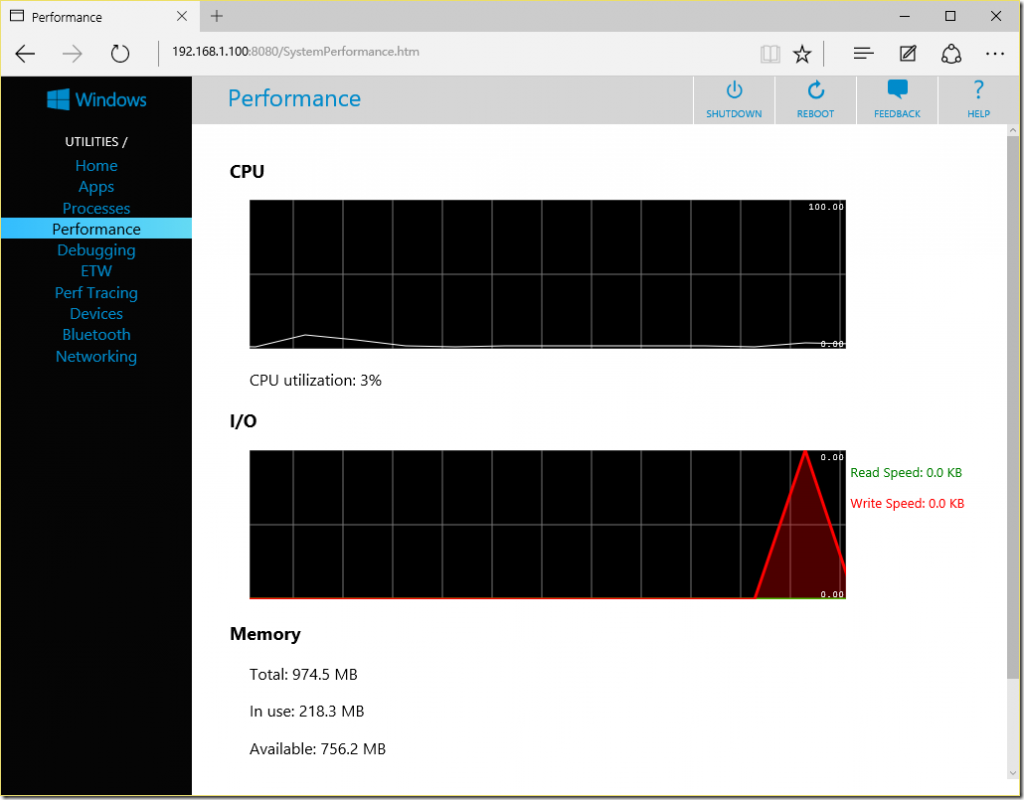 Performance
192.168.1.100:8080/SystemPerformance.htm
Windows
Performance
SHUTDOWN
REBOOT
FEEDBACK
? HELP
UTILITIES /
Home
Apps
Processes
Performance
Debugging
ETW
Perf Tracing
Devices
Bluetooth
Networking
CPU
100.00
0.00
CPU utilization: 3%
I/O
0.00
Read Speed: 0.0 KB
Write Speed: 0.0 KB
0.00
Memory
Total: 974.5 MB
In use: 218.3 MB
Available: 756.2 MB